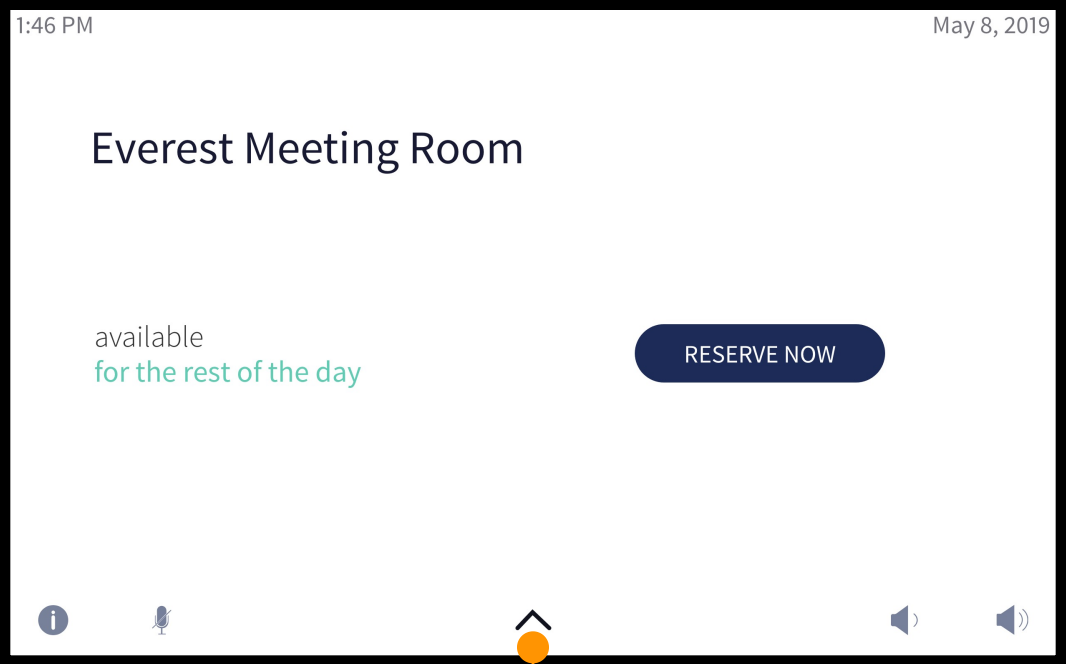 1:46 PM
May 8, 2019
Everest Meeting Room
available
for the rest of the day
RESERVE NOW